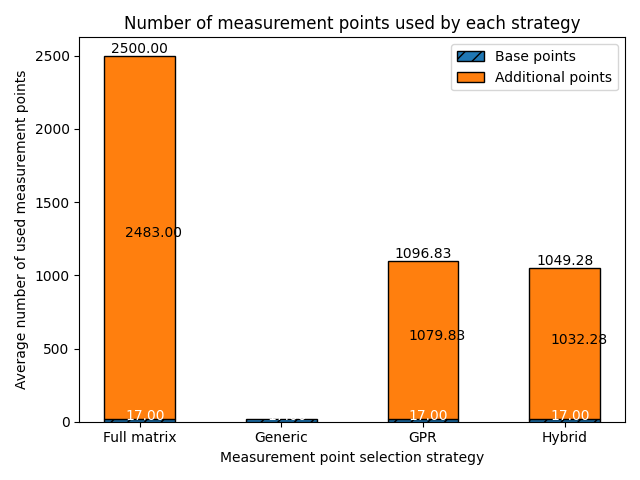 Number of measurement points used by each strategy
Average number of used measurement points
2500
2000
1500
1000
500
0
Base points
Additional points
2500.00
2483.00
17.00
1096.83
1079.83
17.00
1049.28
1032.28
17.00
Full matrix
Generic
GPR
Hybrid
Measurement point selection strategy